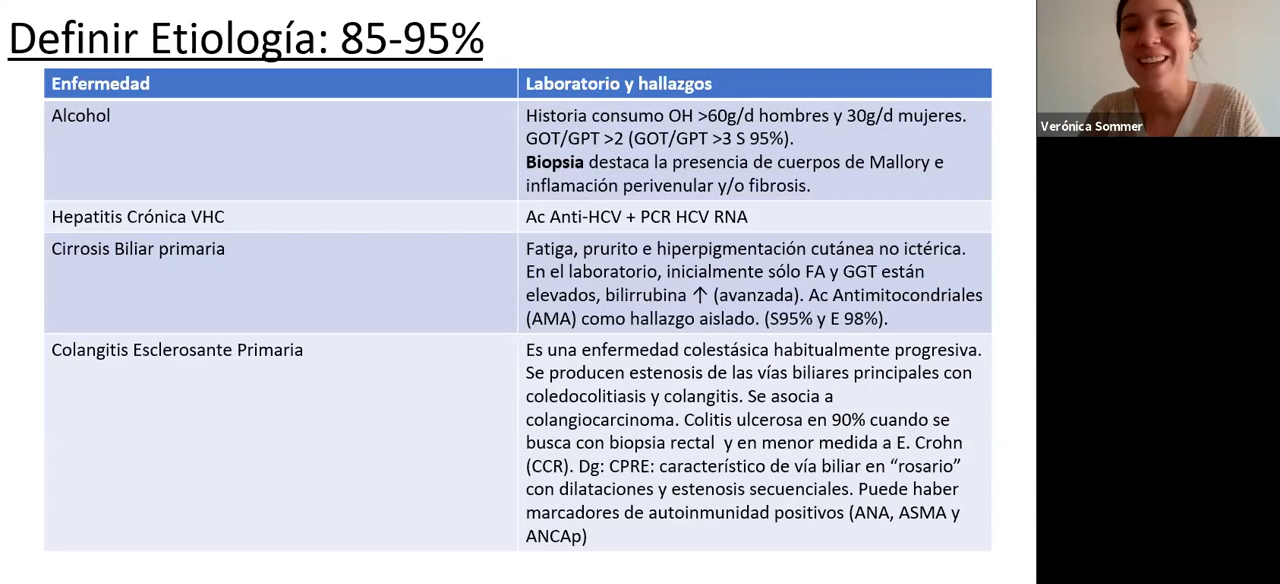 Definir Etiología: 85-95%
Enfermedad
Laboratorio y hallazgos
Alcohol
Historia consumo OH >60g/d hombres y 30g/d mujeres.
GOT/GPT >2 (GOT/GPT >3 S 95%).
Biopsia destaca la presencia de cuerpos de Mallory e
inflamación perivenular y/o fibrosis.
Hepatitis Crónica VHC
Ac Anti-HCV + PCR HCV RNA
Cirrosis Biliar primaria
Fatiga, prurito e hiperpigmentación cutánea no ictérica.
En el laboratorio, inicialmente sólo FA y GGT están
elevados, bilirrubina ↑ (avanzada). Ac Antimitocondriales
(AMA) como hallazgo aislado. (S95% y E 98%).
Colangitis Esclerosante Primaria
Es una enfermedad colestásica habitualmente progresiva.
Se producen estenosis de las vías biliares principales con
coledocolitiasis y colangitis. Se asocia a
colangiocarcinoma. Colitis ulcerosa en 90% cuando se
busca con biopsia rectal y en menor medida a E. Crohn
(CCR). Dg: CPRE: característico de vía biliar en “rosario”
con dilataciones y estenosis secuenciales. Puede haber
marcadores de autoinmunidad positivos (ANA, ASMA y
ANCAp)
Verónica Sommer